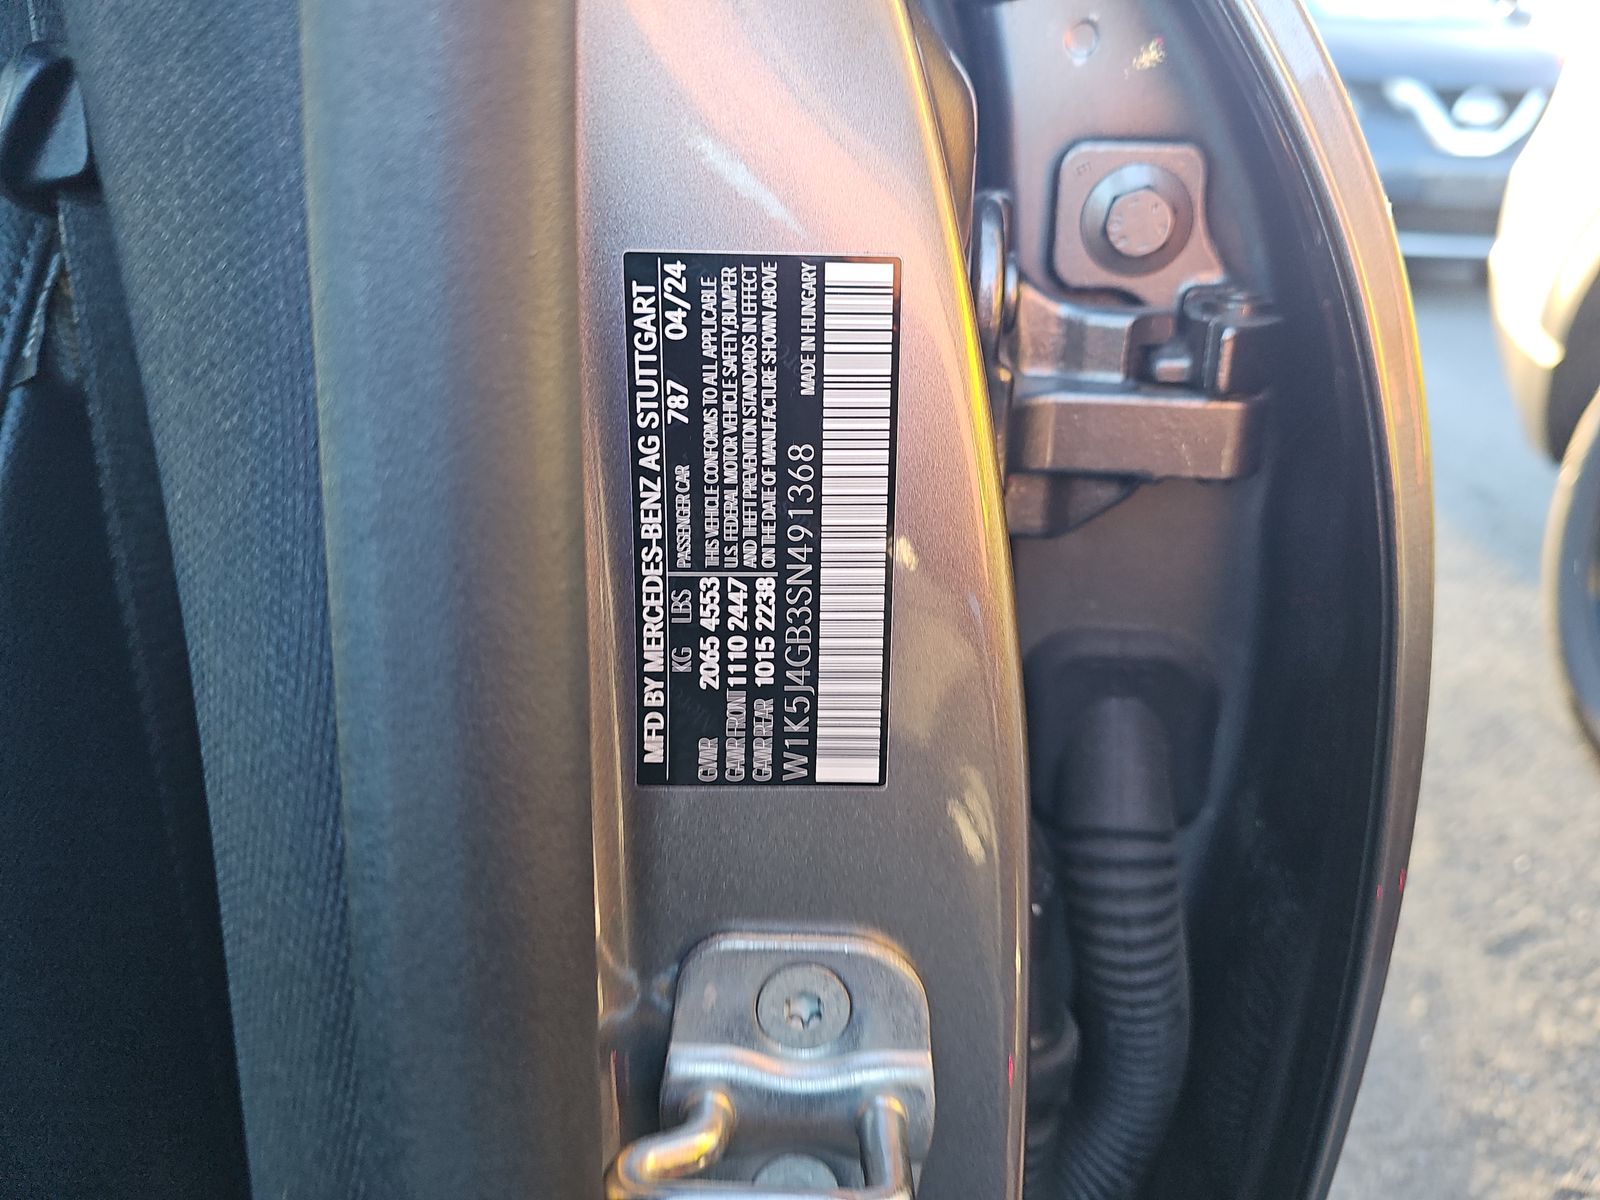 MFD BY MERCEDES-BENZ AG STUTTGART
KG LBS PASSENGER CAR 787 04/24
GVWR 2065 4553 THIS VEHICLE CONFORMS TO ALL APPLICABLE
GAWR FRONT 1110 2447 U.S. FEDERAL MOTOR VEHICLE SAFETY,BUMPER
GAWR REAR 1015 2238 AND THEFT PREVENTION STANDARDS IN EFFECT
ON THE DATE OF MANUFACTURE SHOWN ABOVE
W1K5J4GB3SN491368 MADE IN HUNGARY